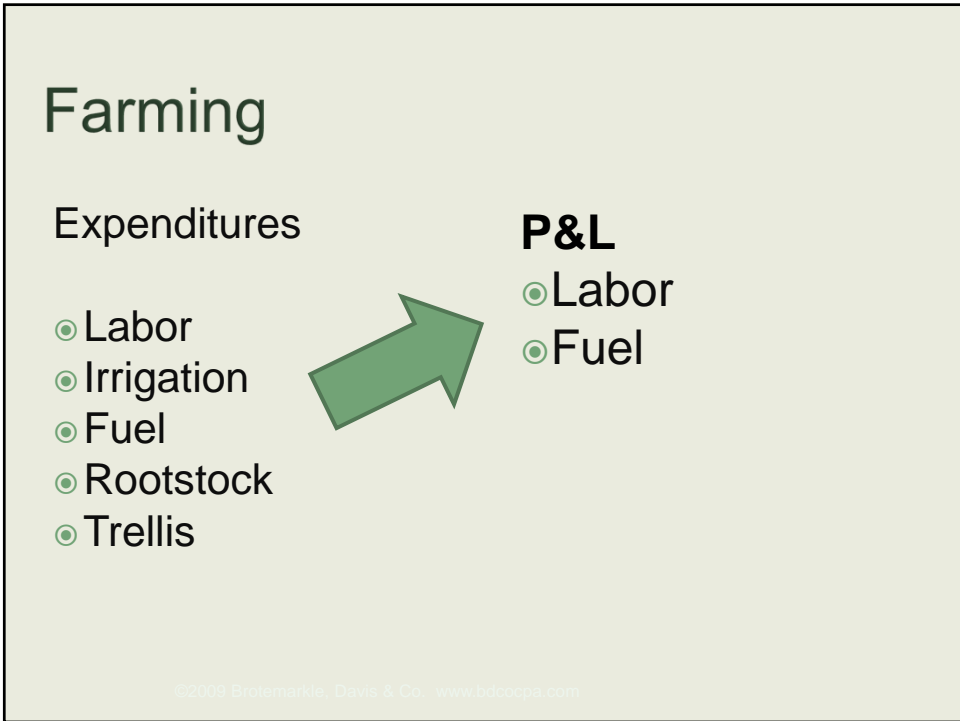 Farming
Expenditures
Labor
Irrigation
Fuel
Rootstock
Trellis
P&L
Labor
Fuel
©2009 Brotemarkle, Davis & Co. www.bdcocpa.com